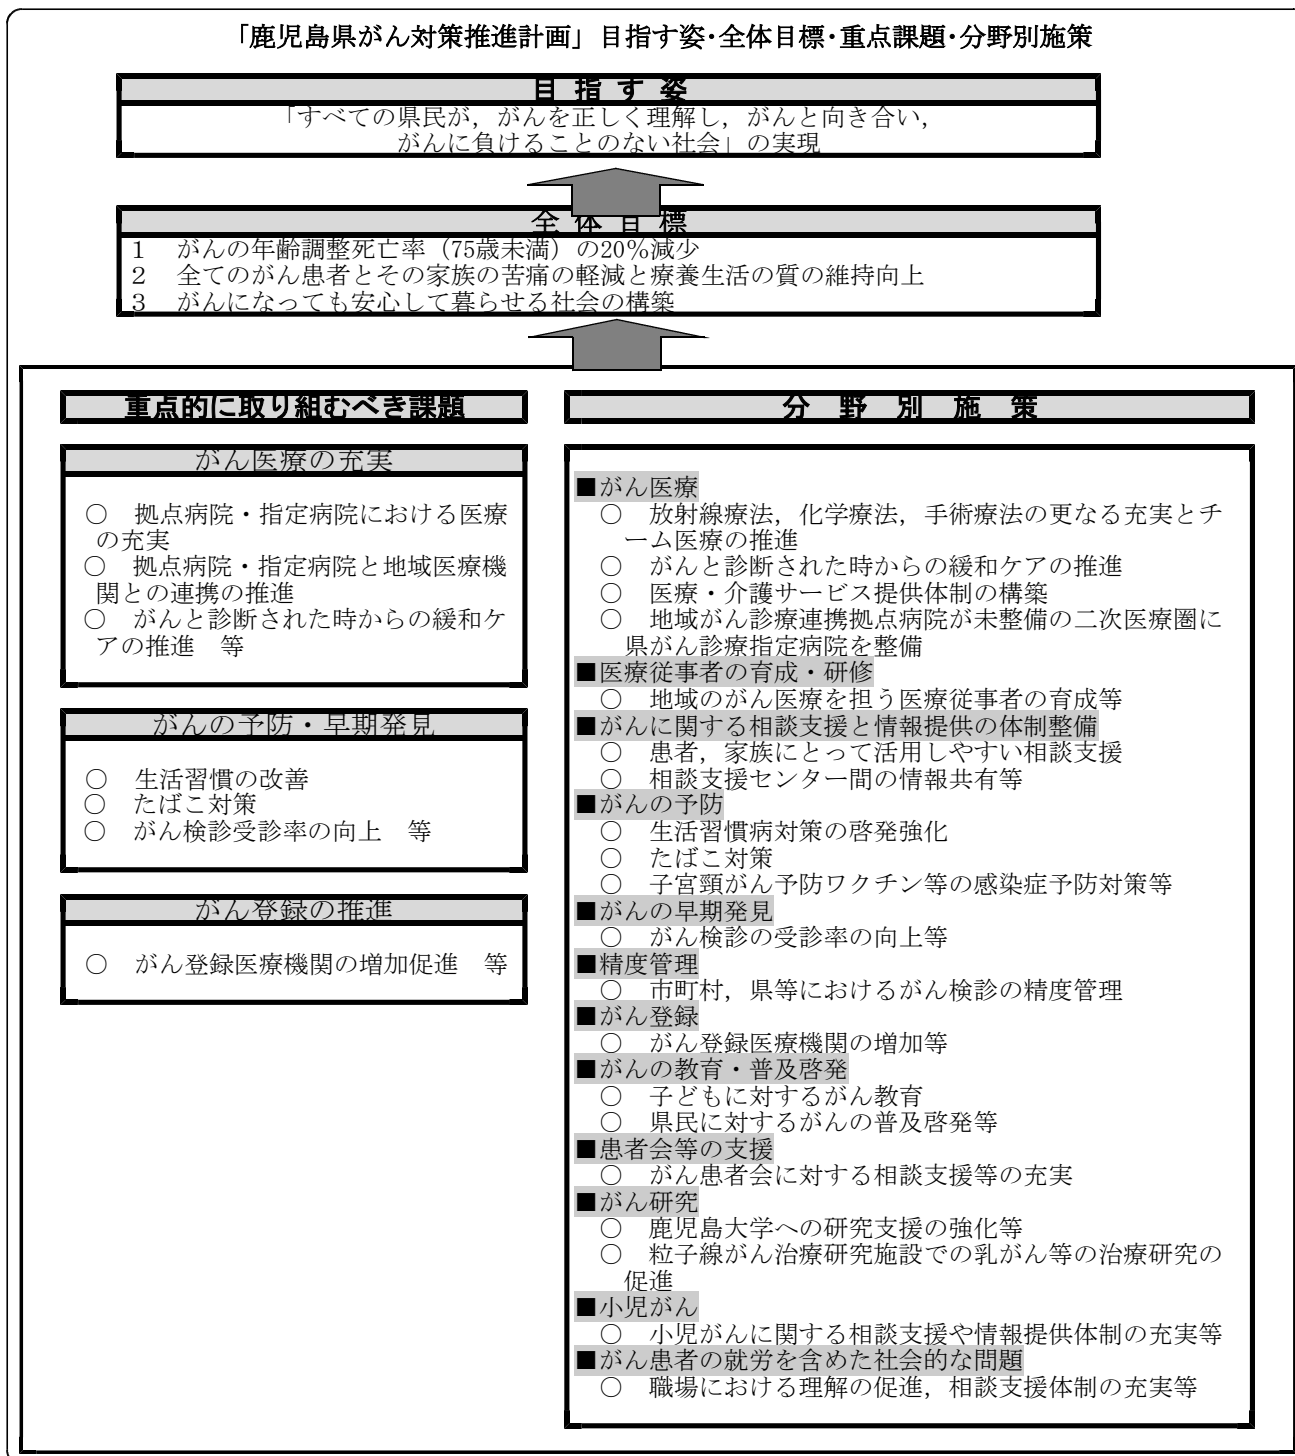 「鹿児島県がん対策推進計画」目指す姿・全体目標・重点課題・分野別施策
目 指 す 姿
「すべての県民が，がんを正しく理解し，がんと向き合い，
がんに負けることのない社会」の実現
全 体 目 標
1　がんの年齢調整死亡率（75歳未満）の20％減少
2　全てのがん患者とその家族の苦痛の軽減と療養生活の質の維持向上
3　がんになっても安心して暮らせる社会の構築
重点的に取り組むべき課題
がん医療の充実
○　拠点病院・指定病院における医療
の充実
○　拠点病院・指定病院と地域医療機
関との連携の推進
○　がんと診断された時からの緩和ケ
アの推進　等
がんの予防・早期発見
○　生活習慣の改善
○　たばこ対策
○　がん検診受診率の向上　等
がん登録の推進
○　がん登録医療機関の増加促進　等
分　野　別　施　策
■がん医療
○　放射線療法，化学療法，手術療法の更なる充実とチ
ーム医療の推進
○　がんと診断された時からの緩和ケアの推進
○　医療・介護サービス提供体制の構築
○　地域がん診療連携拠点病院が未整備の二次医療圏に
県がん診療指定病院を整備
■医療従事者の育成・研修
○　地域のがん医療を担う医療従事者の育成等
■がんに関する相談支援と情報提供の体制整備
○　患者，家族にとって活用しやすい相談支援
○　相談支援センター間の情報共有等
■がんの予防
○　生活習慣病対策の啓発強化
○　たばこ対策
○　子宮頸がん予防ワクチン等の感染症予防対策等
■がんの早期発見
○　がん検診の受診率の向上等
■精度管理
○　市町村，県等におけるがん検診の精度管理
■がん登録
○　がん登録医療機関の増加等
■がんの教育・普及啓発
○　子どもに対するがん教育
○　県民に対するがんの普及啓発等
■患者会等の支援
○　がん患者会に対する相談支援等の充実
■がん研究
○　鹿児島大学への研究支援の強化等
○　粒子線がん治療研究施設での乳がん等の治療研究の
促進
■小児がん
○　小児がんに関する相談支援や情報提供体制の充実等
■がん患者の就労を含めた社会的な問題
○　職場における理解の促進，相談支援体制の充実等